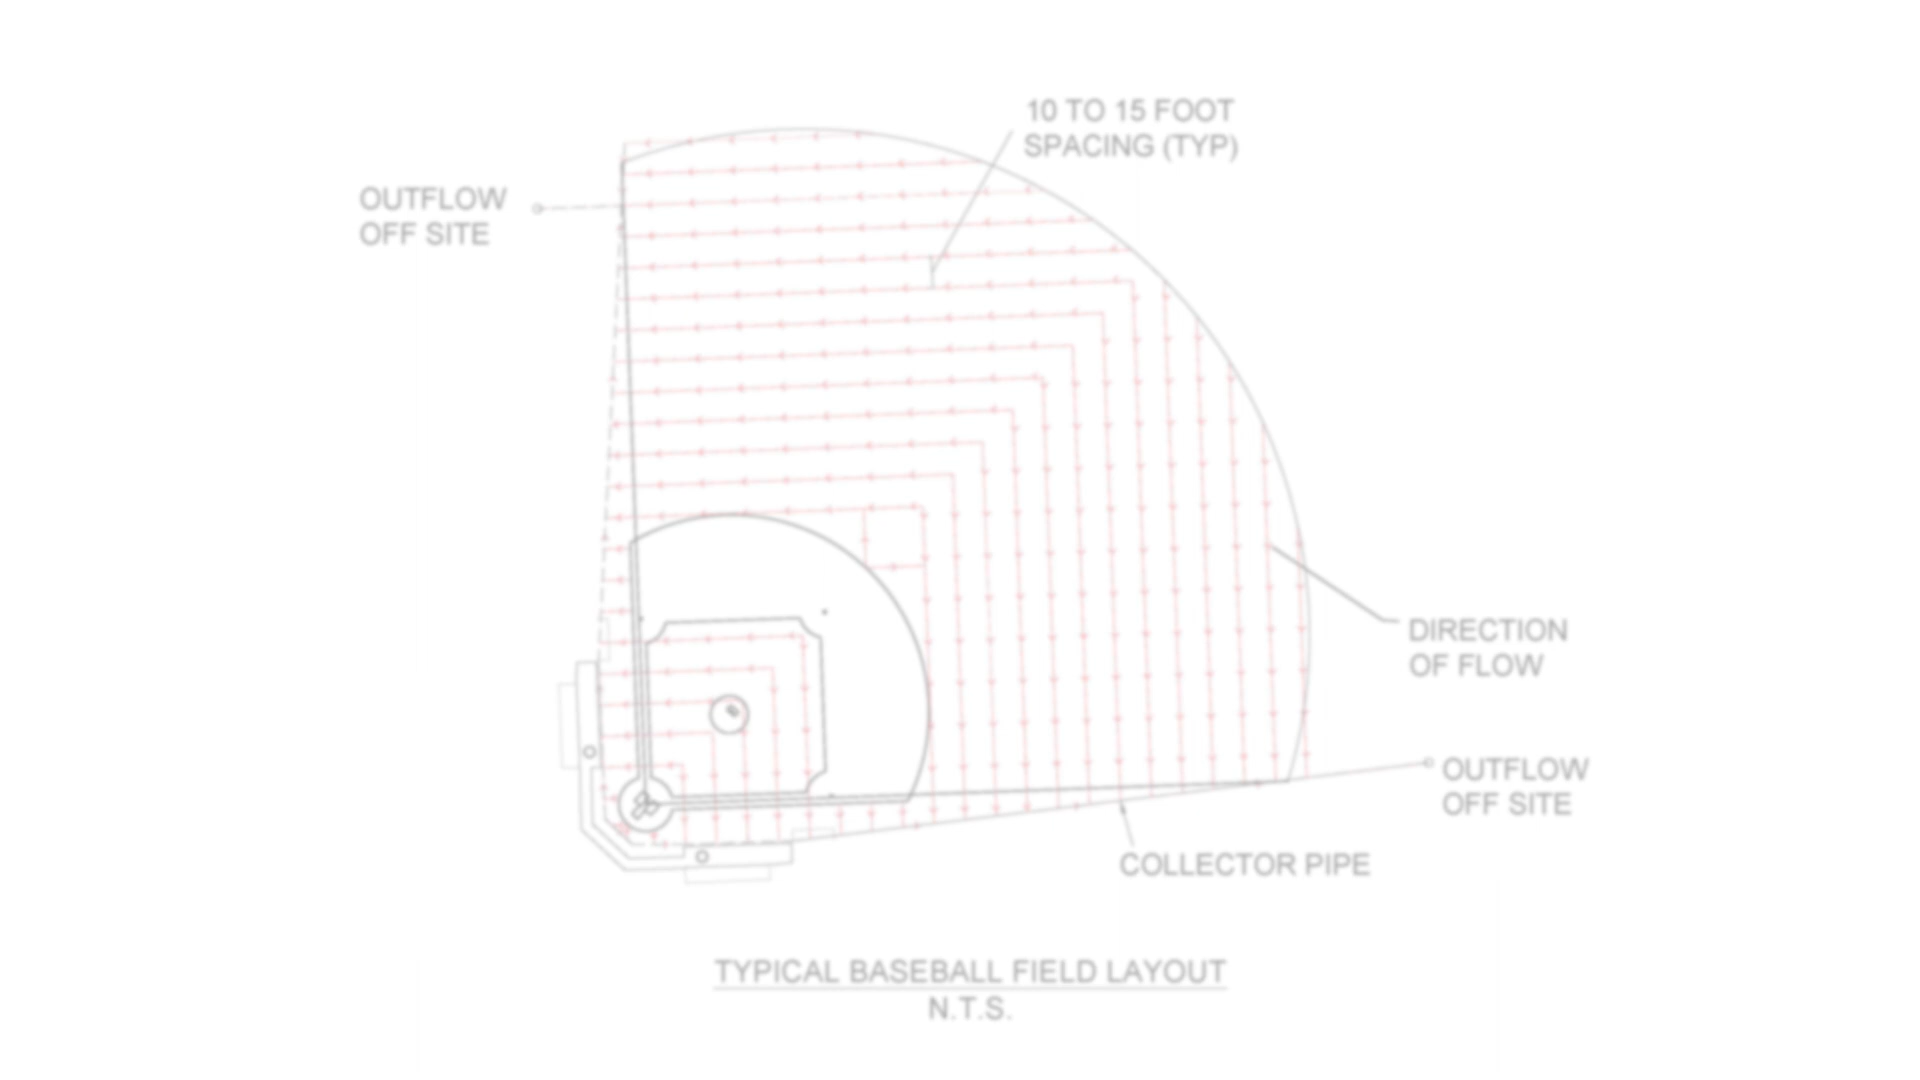 10 TO 15 FOOT
SPACING (TYP)
OUTFLOW
OFF SITE
DIRECTION
OF FLOW
OUTFLOW
OFF SITE
COLLECTOR PIPE
TYPICAL BASEBALL FIELD LAYOUT
N.T.S.